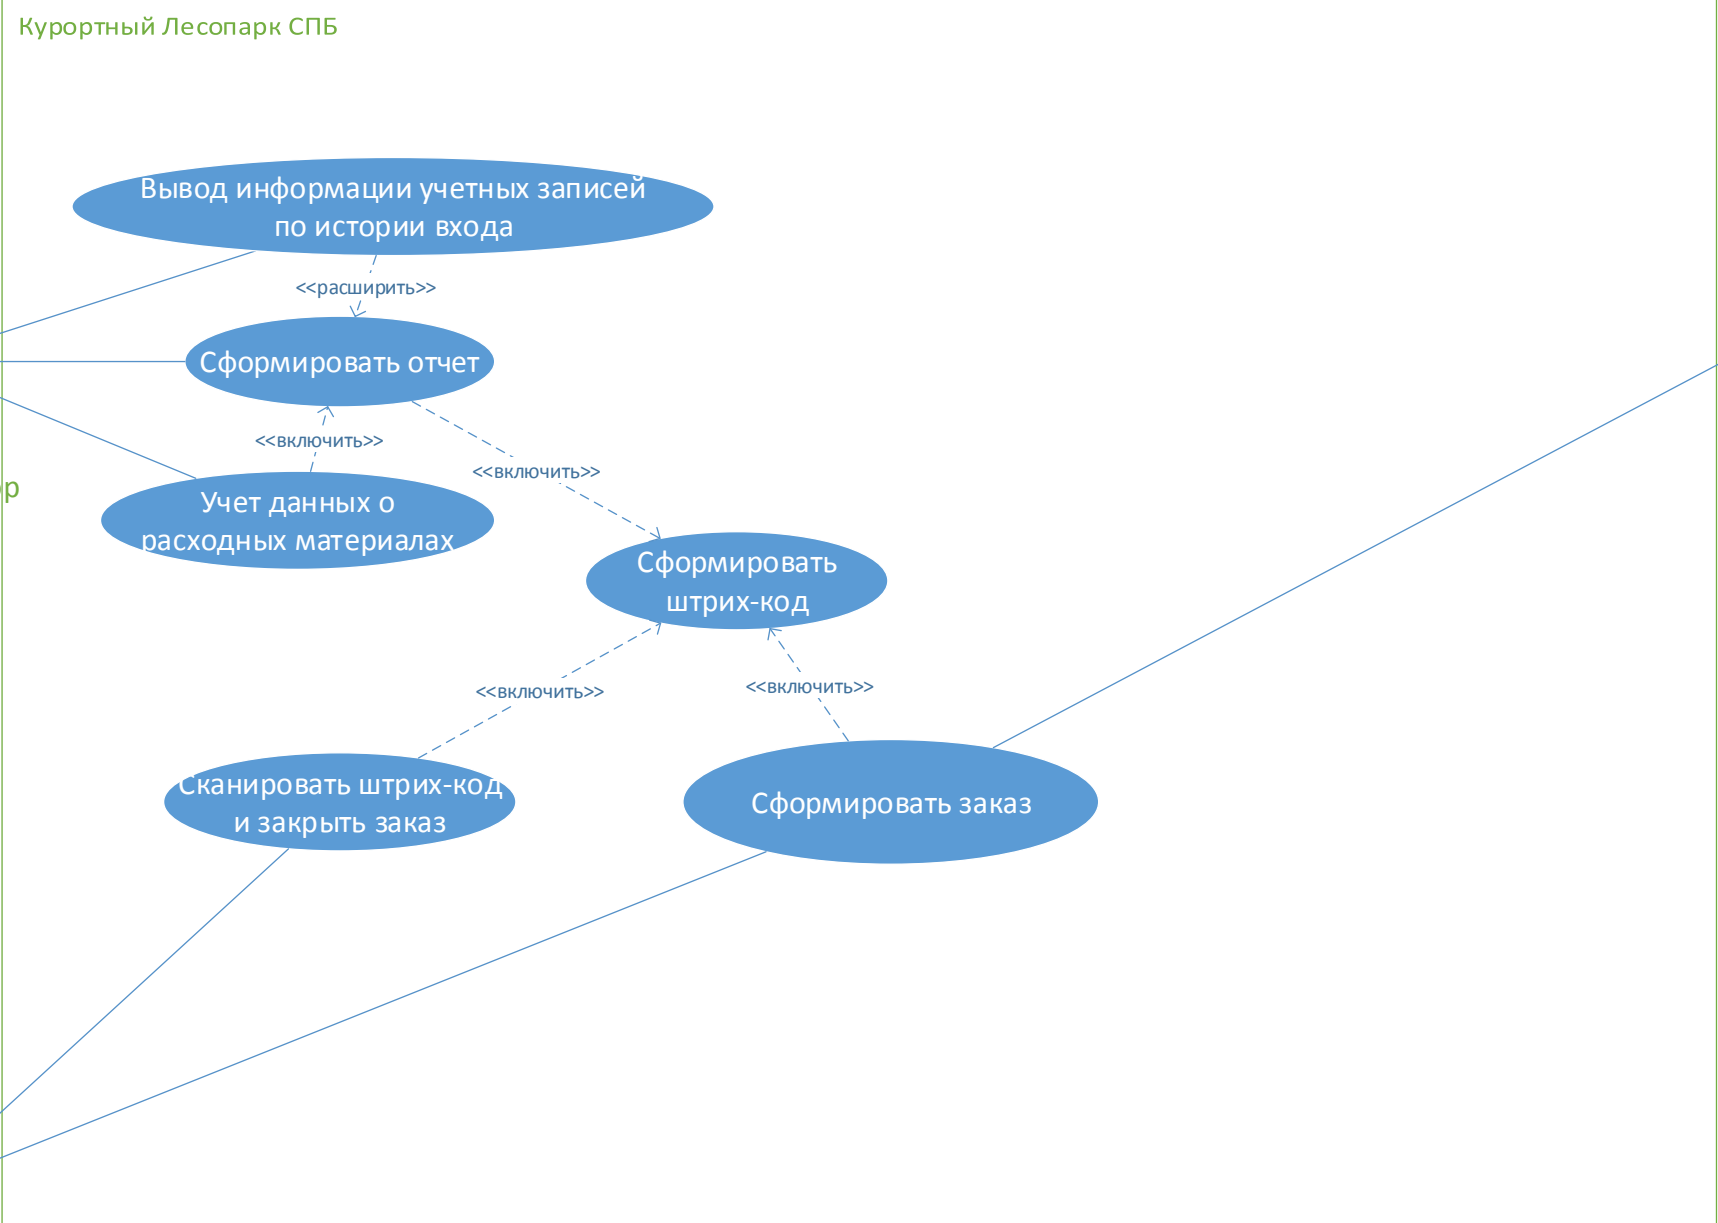 Курортный Лесопарк СПБ
Вывод информации учетных записей
по истории входа
<<расширить>>
Сформировать отчет
<<включить>>
<<включить>>
ор
Учет данных о
расходных материалах
Сформировать
штрих-код
<<включить>>
<<включить>>
Сканировать штрих-код
и закрыть заказ
Сформировать заказ